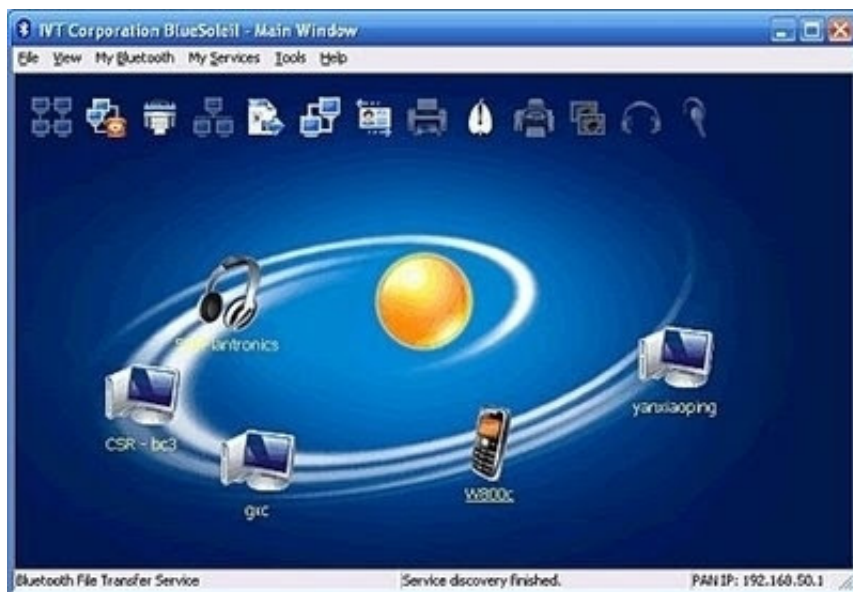 IVT Corporation BlueSoleil - Main Window
File View My Bluetooth My Services Tools Help
Plantronics
yanxiaoping
CSR - bc3
W800c
gxc
Bluetooth File Transfer Service Service discovery finished. PAN IP: 192.168.50.1